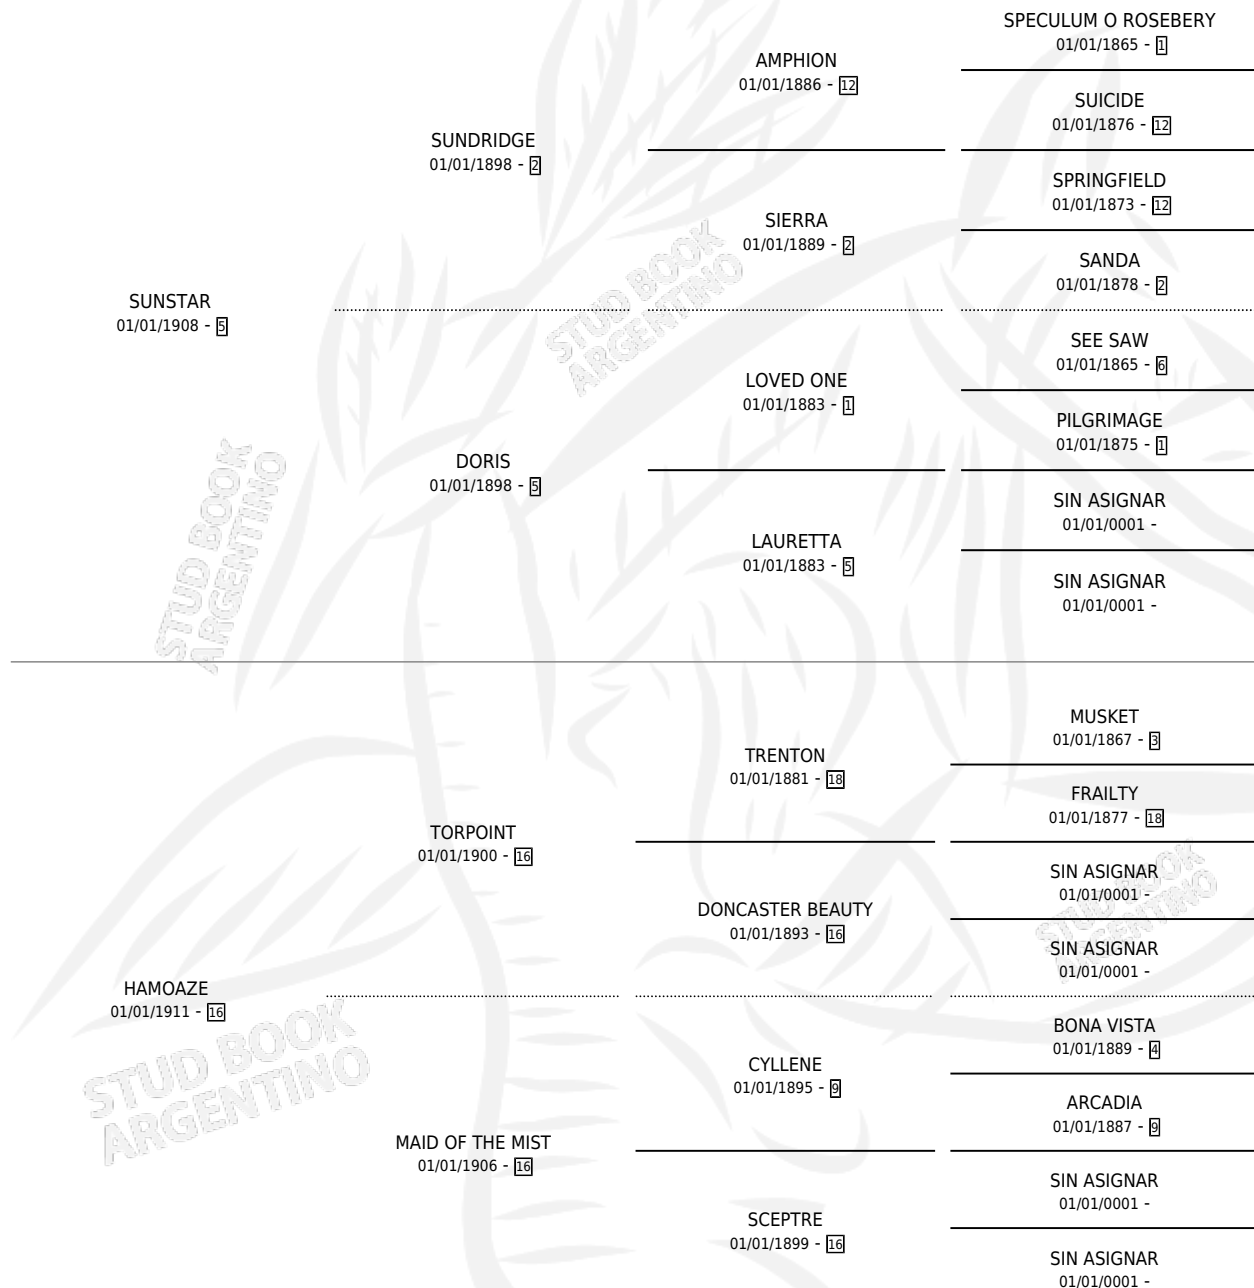 SPECULUM O ROSEBERY
01/01/1865 - 1
AMPHION
01/01/1886 - 12
SUICIDE
01/01/1876 - 12
SUNDRIDGE
01/01/1898 - 2
SPRINGFIELD
01/01/1873 - 12
SIERRA
01/01/1889 - 2
SANDA
01/01/1878 - 2
SUNSTAR
01/01/1908 - 5
SEE SAW
01/01/1865 - 6
LOVED ONE
01/01/1883 - 1
PILGRIMAGE
01/01/1875 - 1
DORIS
01/01/1898 - 5
SIN ASIGNAR
01/01/0001 -
LAURETTA
01/01/1883 - 5
SIN ASIGNAR
01/01/0001 -
MUSKET
01/01/1867 - 3
TRENTON
01/01/1881 - 18
FRAILTY
01/01/1877 - 18
TORPOINT
01/01/1900 - 16
SIN ASIGNAR
01/01/0001 -
DONCASTER BEAUTY
01/01/1893 - 16
SIN ASIGNAR
01/01/0001 -
HAMOAZE
01/01/1911 - 16
BONA VISTA
01/01/1889 - 4
CYLLENE
01/01/1895 - 9
ARCADIA
01/01/1887 - 9
MAID OF THE MIST
01/01/1906 - 16
SIN ASIGNAR
01/01/0001 -
SCEPTRE
01/01/1899 - 16
SIN ASIGNAR
01/01/0001 -
STUD BOOK
ARGENTINO
STUD BOOK
ARGENTINO
STUD BOOK
ARGENTINO
STUD BOOK
ARGENTINO